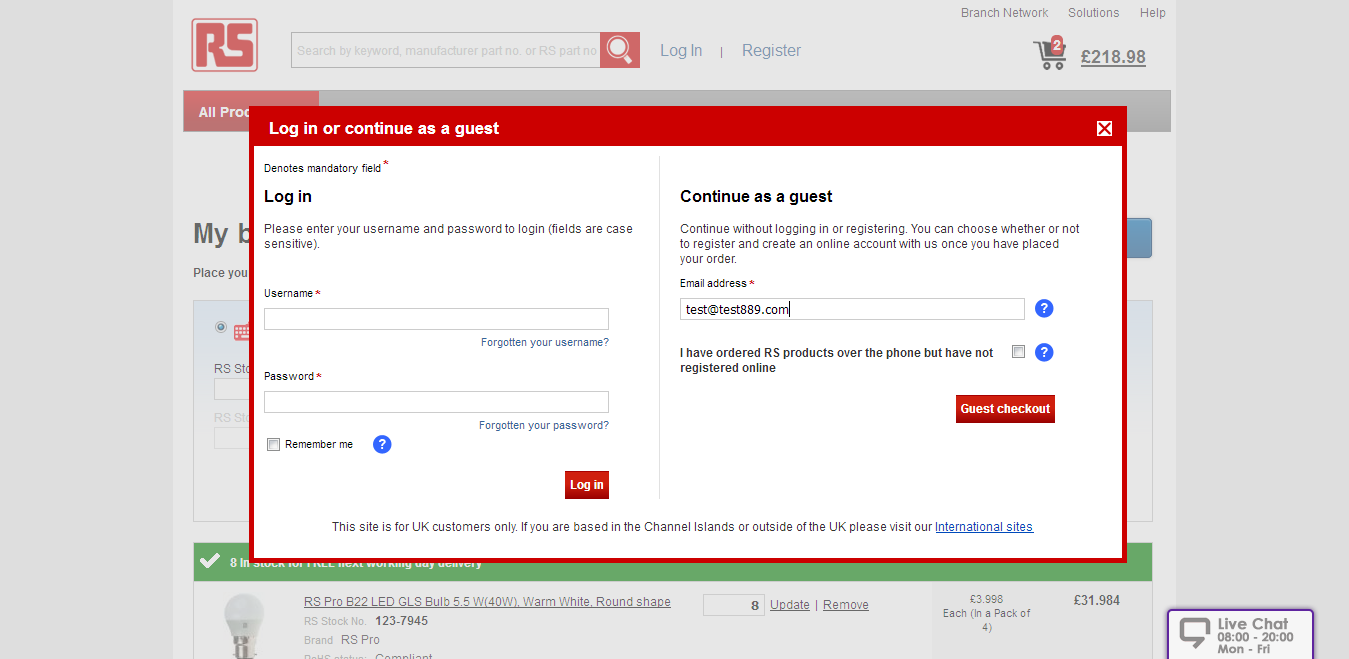 Branch Network Solutions Help
RS
Search by keyword, manufacturer part no. or RS part no
Log In | Register
2
£218.98
All Proc
Log in or continue as a guest
Denotes mandatory field *
Log in
Please enter your username and password to login (fields are case
sensitive).
Username *
Forgotten your username?
Password *
Forgotten your password?
Remember me
?
Log in
Continue as a guest
Continue without logging in or registering. You can choose whether or not
to register and create an online account with us once you have placed
your order.
Email address *
test@test889.com
?
I have ordered RS products over the phone but have not
registered online
?
Guest checkout
This site is for UK customers only. If you are based in the Channel Islands or outside of the UK please visit our International sites
My b
Place you
RS Sto
RS Sto
8 In stock for FREE next working day delivery
RS Pro B22 LED GLS Bulb 5.5 W(40W), Warm White, Round shape
RS Stock No. 123-7945
Brand RS Pro
RoHS status: Compliant
8 Update | Remove
£3.998
Each (In a Pack of
4)
£31.984
Live Chat
08:00 - 20:00
Mon - Fri